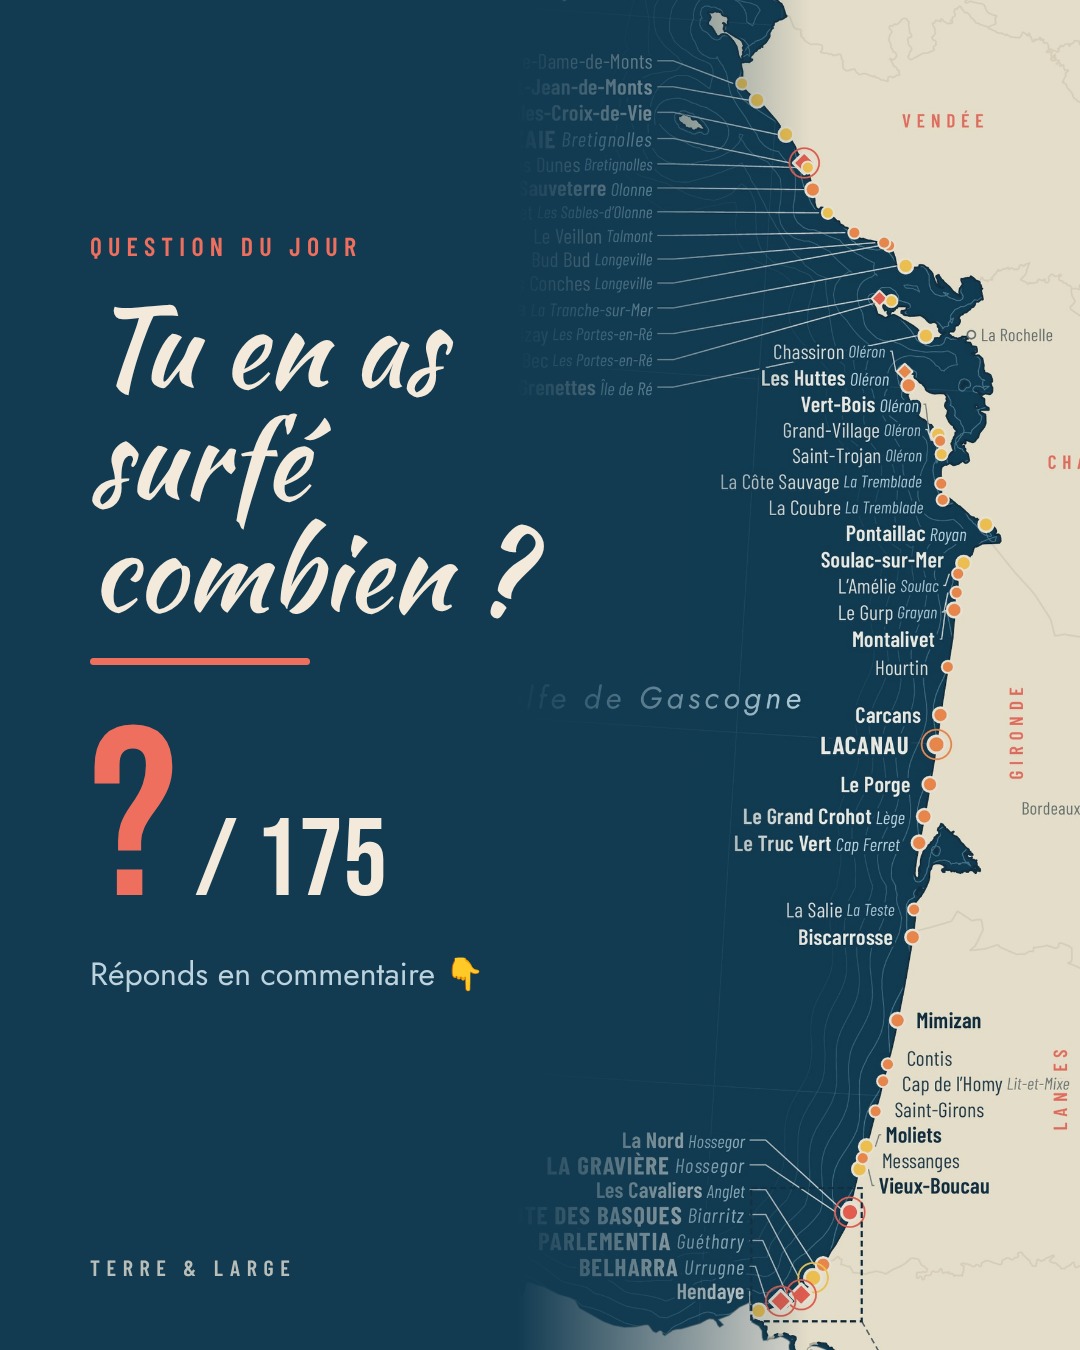 QUESTION DU JOUR
Tu en as
surfé
combien ?
? / 175
Réponds en commentaire 👇
TERRE & LARGE
-Dame-de-Monts
-Jean-de-Monts
-Croix-de-Vie
Bretignolles
Dunes Bretignolles
Sauveterre Olonne
Les Sables-d'Olonne
Le Veillon Talmont
Bud Bud Longeville
Conches Longeville
La Tranche-sur-Mer
Les Portes-en-Ré
Les Portes-en-Ré
Grenettes Île de Ré
VENDÉE
La Rochelle
Chassiron Oléron
Les Huttes Oléron
Vert-Bois Oléron
Grand-Village Oléron
Saint-Trojan Oléron
CHA
La Côte Sauvage La Tremblade
La Coubre La Tremblade
Pontaillac Royan
Soulac-sur-Mer
L'Amélie Soulac
Le Gurp Grayan
Montalivet
Hourtin
lfe de Gascogne
Carcans
LACANAU
GIRONDE
Le Porge
Bordeaux
Le Grand Crohot Lège
Le Truc Vert Cap Ferret
La Salie La Teste
Biscarrosse
Mimizan
Contis
Cap de l'Homy Lit-et-Mixe
LANDES
Saint-Girons
Moliets
Messanges
Vieux-Boucau
La Nord Hossegor
LA GRAVIÈRE Hossegor
Les Cavaliers Anglet
TE DES BASQUES Biarritz
PARLEMENTIA Guéthary
BELHARRA Urrugne
Hendaye